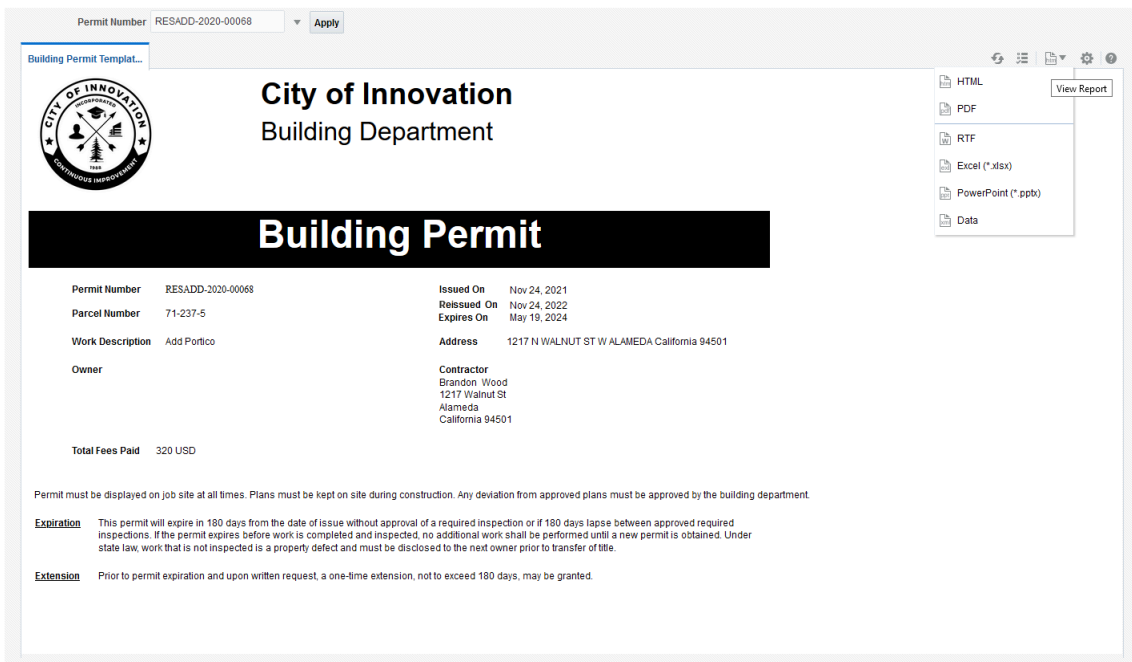 Permit Number RESADD-2020-00068 Apply
Building Permit Templat...
HTML
View Report
PDF
RTF
Excel (*.xlsx)
PowerPoint (*.pptx)
Data
CITY OF INNOVATION
INCORPORATED
CONTINUOUS IMPROVEMENT
City of Innovation
Building Department
Building Permit
Permit Number RESADD-2020-00068
Issued On Nov 24, 2021
Reissued On Nov 24, 2022
Parcel Number 71-237-5
Expires On May 19, 2024
Work Description Add Portico
Address 1217 N WALNUT ST W ALAMEDA California 94501
Owner
Contractor
Brandon Wood
1217 Walnut St
Alameda
California 94501
Total Fees Paid 320 USD
Permit must be displayed on job site at all times. Plans must be kept on site during construction. Any deviation from approved plans must be approved by the building department.
Expiration This permit will expire in 180 days from the date of issue without approval of a required inspection or if 180 days lapse between approved required
inspections. If the permit expires before work is completed and inspected, no additional work shall be performed until a new permit is obtained. Under
state law, work that is not inspected is a property defect and must be disclosed to the next owner prior to transfer of title.
Extension Prior to permit expiration and upon written request, a one-time extension, not to exceed 180 days, may be granted.